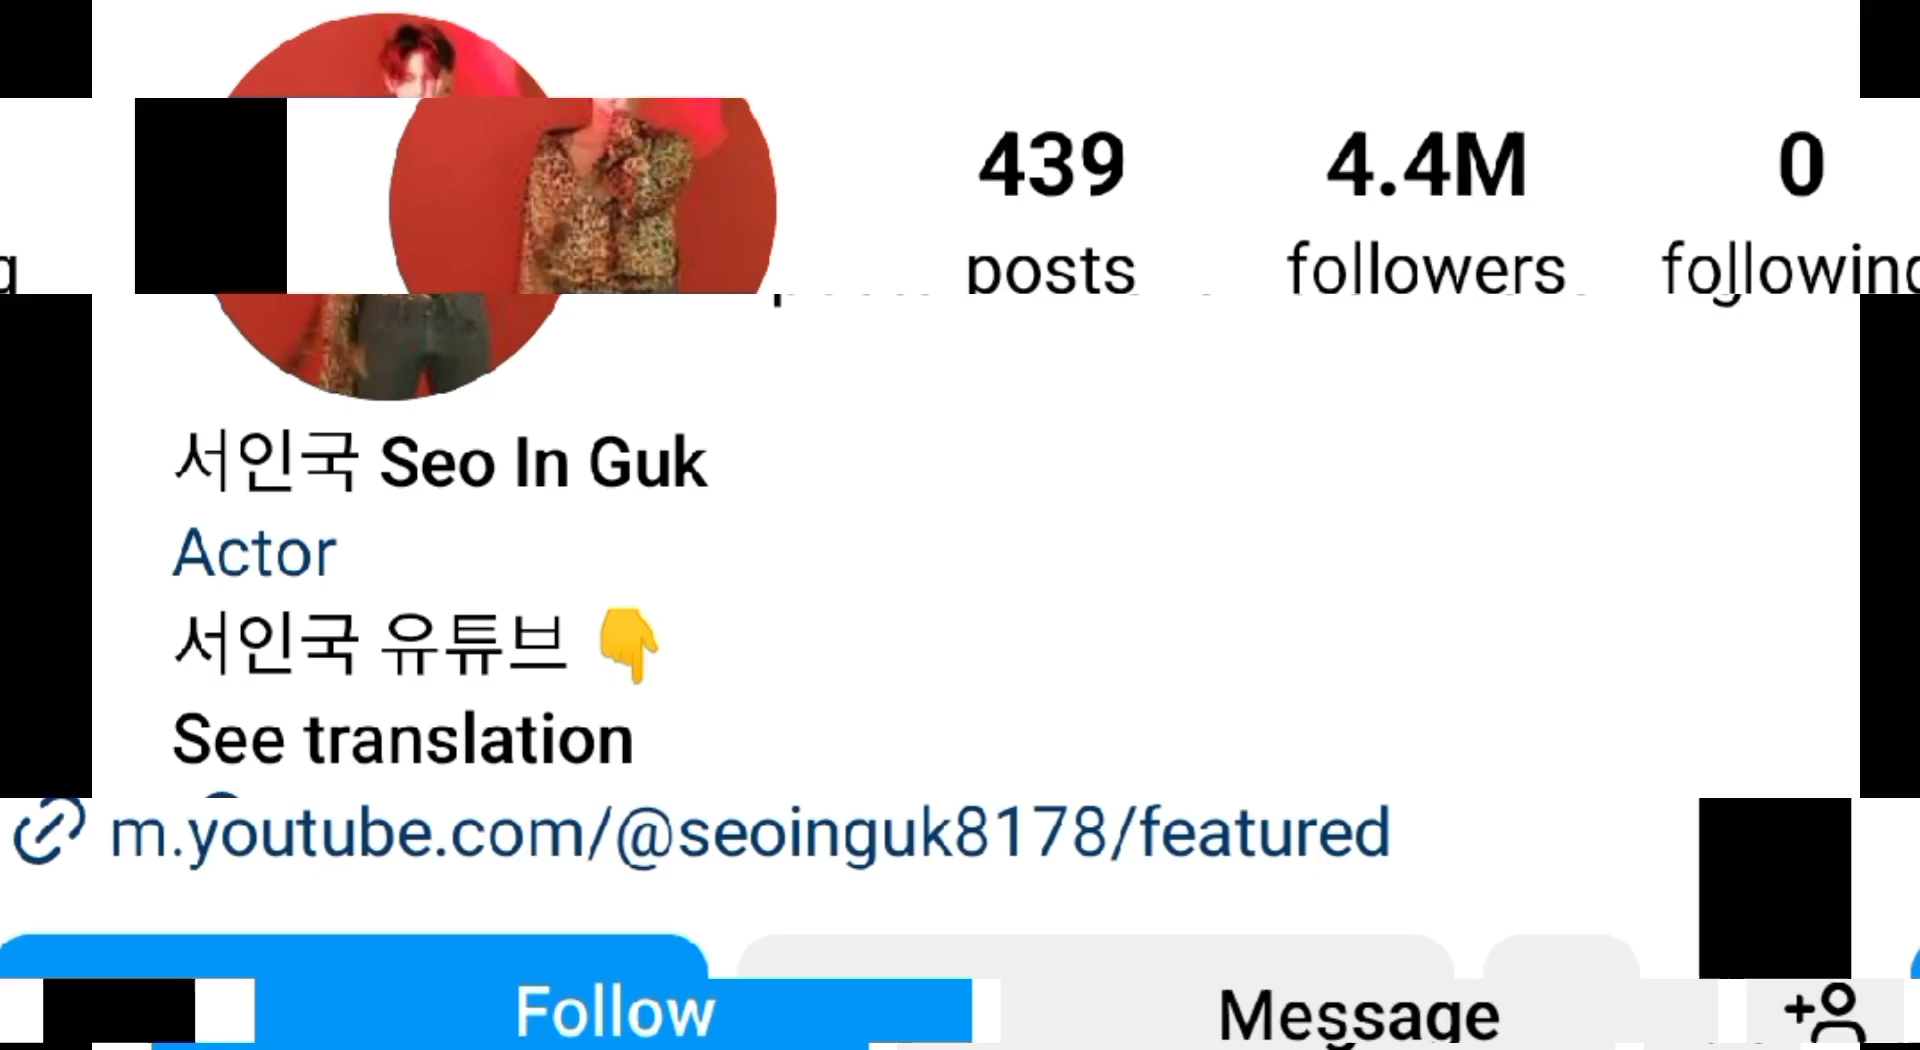 439 4.4M 0
posts followers following
서인국 Seo In Guk
Actor
서인국 유튜브 👇
See translation
m.youtube.com/@seoinguk8178/featured
Follow Message